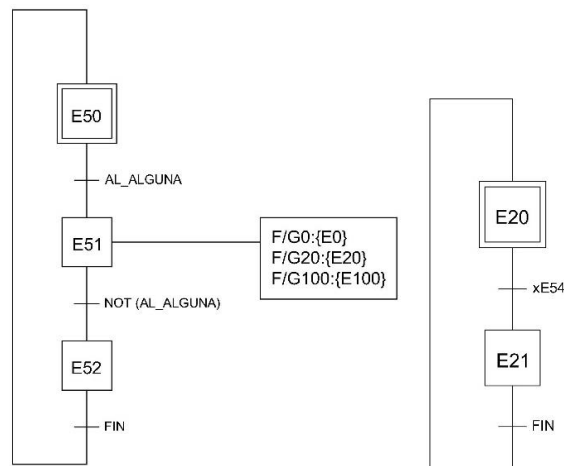 E50
AL_ALGUNA
E51
F/G0:{E0}
F/G20:{E20}
F/G100:{E100}
NOT (AL_ALGUNA)
E52
FIN
E20
xE54
E21
FIN